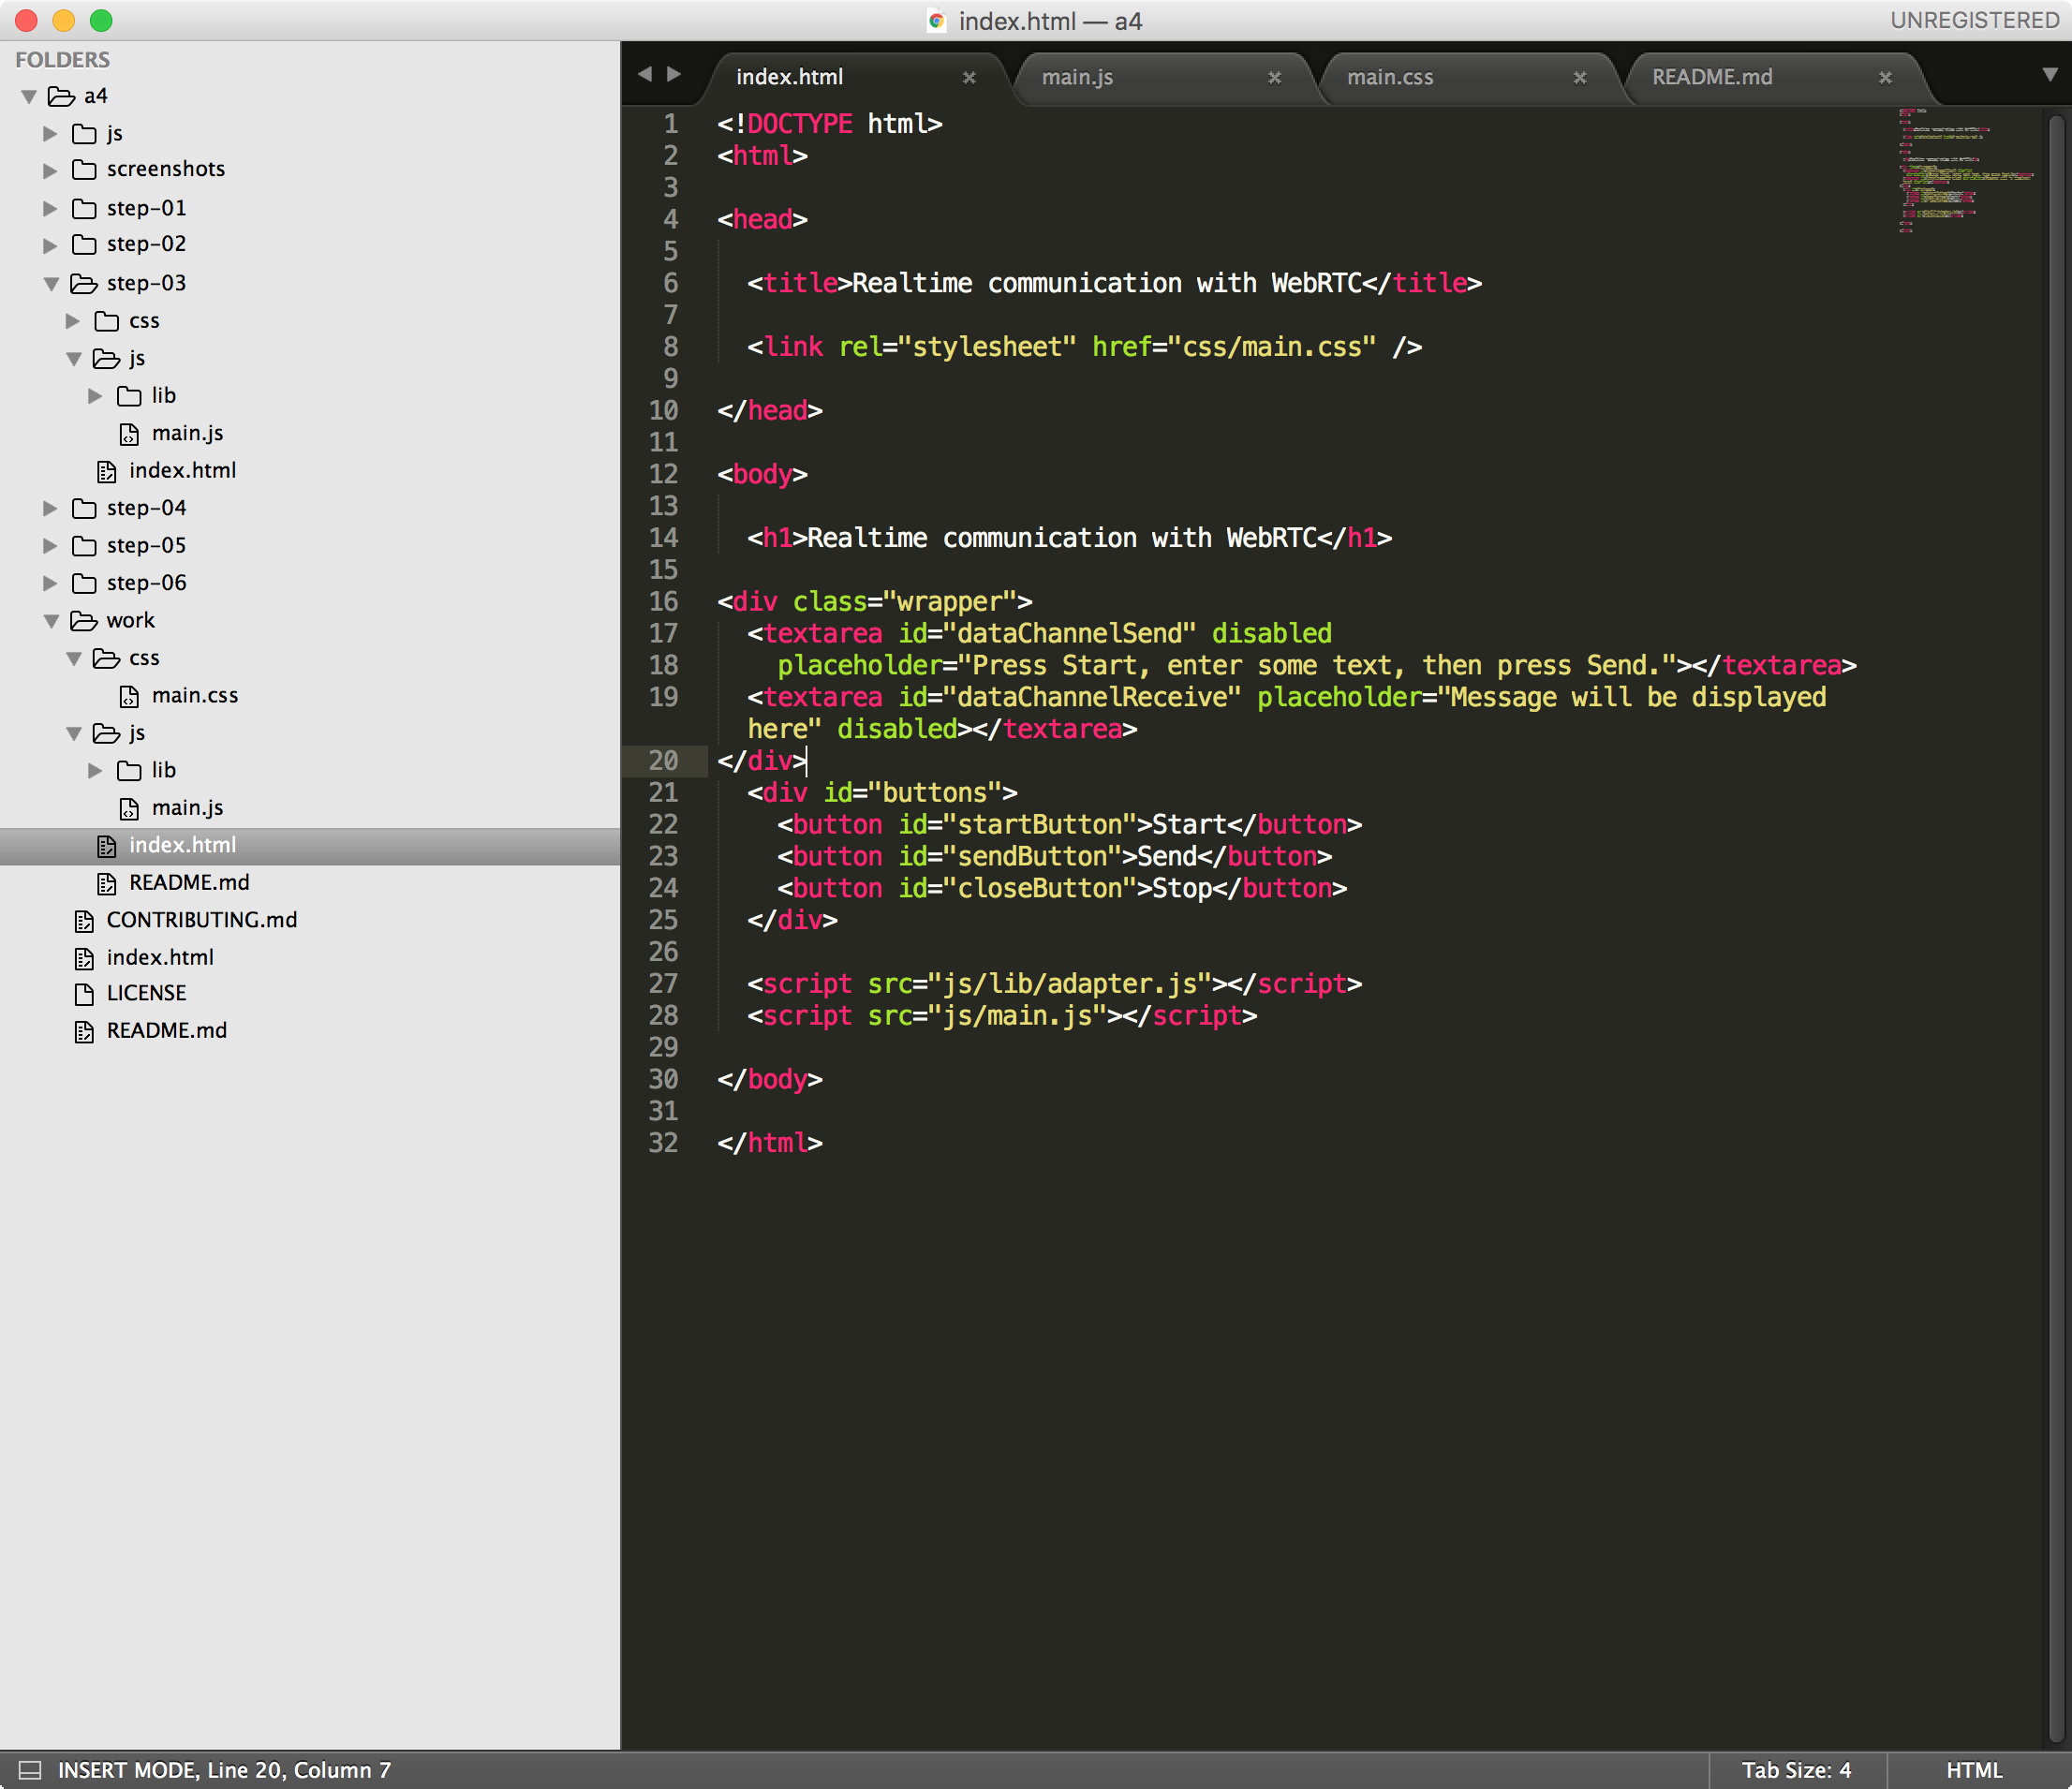 index.html — a4
UNREGISTERED
FOLDERS
a4
js
screenshots
step-01
step-02
step-03
css
js
lib
main.js
index.html
step-04
step-05
step-06
work
css
main.css
js
lib
main.js
index.html
README.md
CONTRIBUTING.md
index.html
LICENSE
README.md
index.html
main.js
main.css
README.md
1 <!DOCTYPE html>
2 <html>
3
4 <head>
5
6 <title>Realtime communication with WebRTC</title>
7
8 <link rel="stylesheet" href="css/main.css" />
9
10 </head>
11
12 <body>
13
14 <h1>Realtime communication with WebRTC</h1>
15
16 <div class="wrapper">
17 <textarea id="dataChannelSend" disabled
18 placeholder="Press Start, enter some text, then press Send."></textarea>
19 <textarea id="dataChannelReceive" placeholder="Message will be displayed
here" disabled></textarea>
20 </div>
21 <div id="buttons">
22 <button id="startButton">Start</button>
23 <button id="sendButton">Send</button>
24 <button id="closeButton">Stop</button>
25 </div>
26
27 <script src="js/lib/adapter.js"></script>
28 <script src="js/main.js"></script>
29
30 </body>
31
32 </html>
INSERT MODE, Line 20, Column 7
Tab Size: 4
HTML